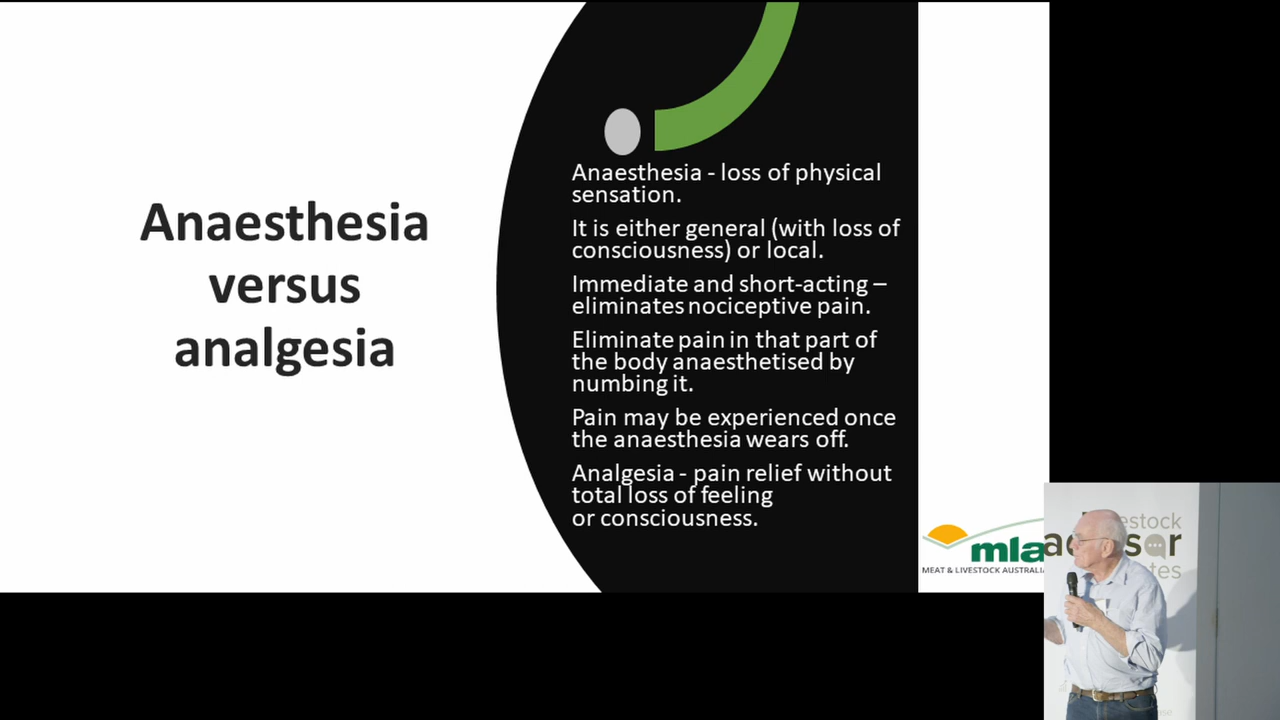 Anaesthesia
versus
analgesia
Anaesthesia - loss of physical
sensation.
It is either general (with loss of
consciousness) or local.
Immediate and short-acting –
eliminates nociceptive pain.
Eliminate pain in that part of
the body anaesthetised by
numbing it.
Pain may be experienced once
the anaesthesia wears off.
Analgesia - pain relief without
total loss of feeling
or consciousness.
mla
MEAT & LIVESTOCK AUSTRALIA